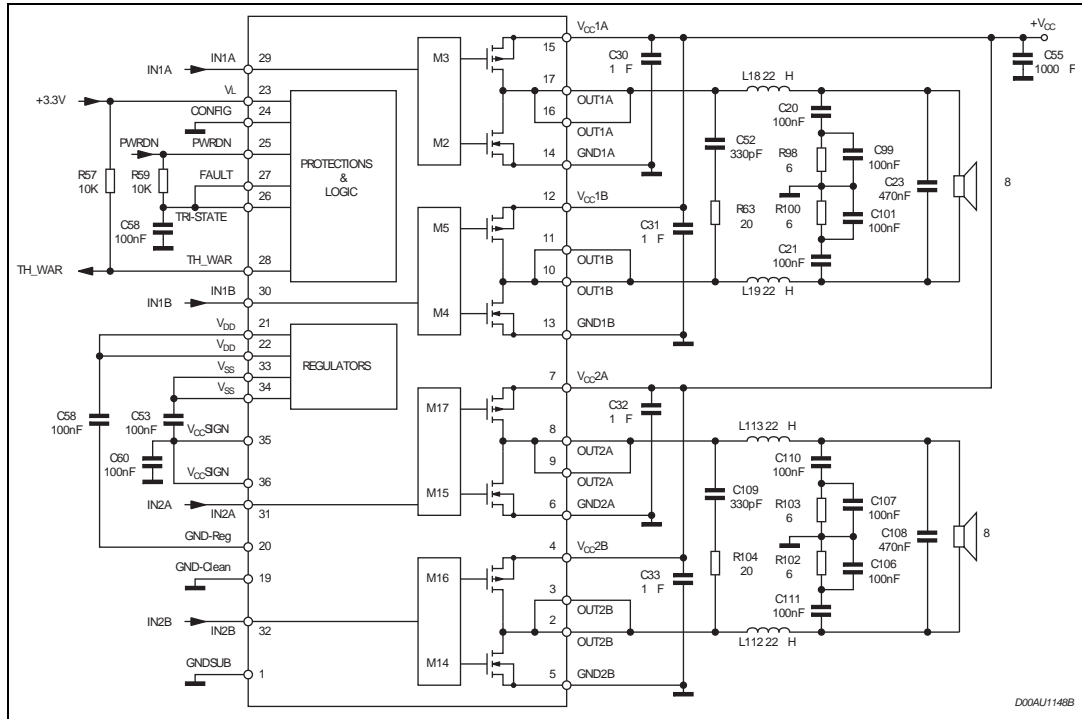 VCC1A
+VCC
15
M3
C30
1 F
C55
1000 F
IN1A
29
IN1A
17
L18 22 H
+3.3V
VL
23
OUT1A
C20
100nF
CONFIG
24
16
OUT1A
M2
C52
330pF
C99
100nF
PWRDN
PWRDN
25
14
GND1A
R98
6
C23
470nF
8
R57
10K
R59
10K
FAULT
27
PROTECTIONS
&
LOGIC
12
VCC1B
26
TRI-STATE
M5
C31
1 F
R63
20
R100
6
C101
100nF
C58
100nF
11
OUT1B
C21
100nF
TH_WAR
TH_WAR
28
10
OUT1B
L19 22 H
IN1B
IN1B
30
M4
13
GND1B
VDD
21
VDD
22
REGULATORS
VSS
33
7
VCC2A
VSS
34
M17
C32
1 F
C58
100nF
C53
100nF
8
L113 22 H
VCCSIGN
35
OUT2A
C110
100nF
C60
100nF
9
OUT2A
VCCSIGN
36
M15
C109
330pF
C107
100nF
IN2A
IN2A
31
6
GND2A
R103
6
C108
470nF
8
GND-Reg
20
4
VCC2B
GND-Clean
19
M16
C33
1 F
R104
20
R102
6
C106
100nF
3
OUT2B
C111
100nF
IN2B
IN2B
32
2
OUT2B
L112 22 H
M14
GNDSUB
1
5
GND2B
D00AU1148B